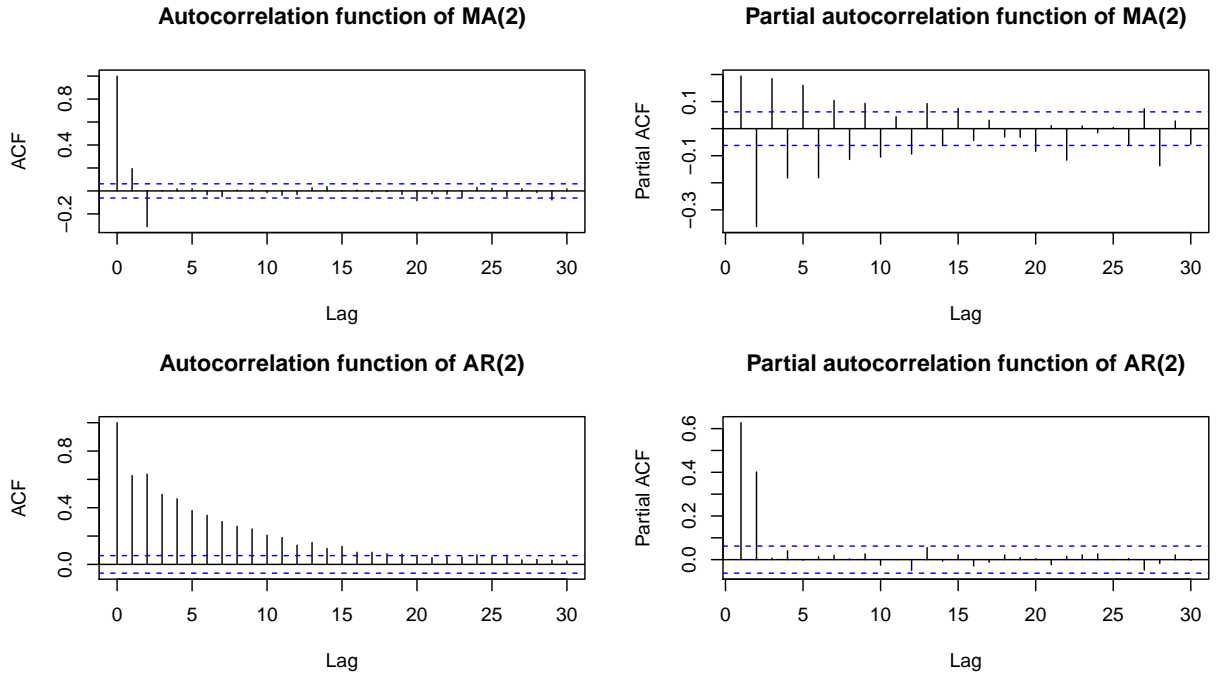 Autocorrelation function of MA(2)
ACF
−0.2
0.4
0.8
0 5 10 15 20 25 30
Lag
Partial autocorrelation function of MA(2)
Partial ACF
−0.3
−0.1
0.1
0 5 10 15 20 25 30
Lag
Autocorrelation function of AR(2)
ACF
0.0
0.4
0.8
0 5 10 15 20 25 30
Lag
Partial autocorrelation function of AR(2)
Partial ACF
0.0
0.2
0.4
0.6
0 5 10 15 20 25 30
Lag